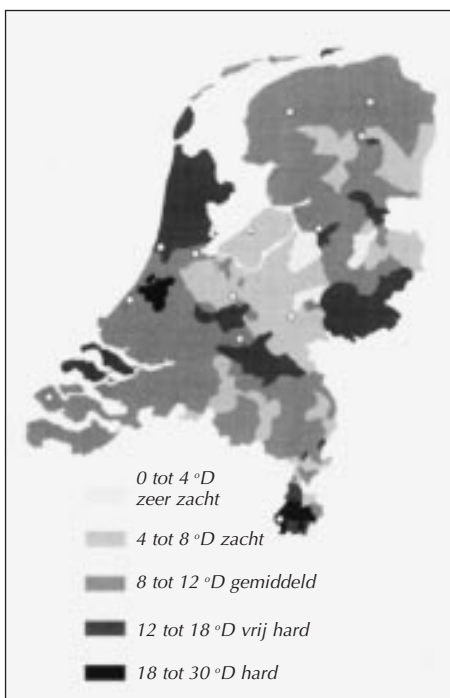 0 tot 4 °D
zeer zacht
4 tot 8 °D zacht
8 tot 12 °D gemiddeld
12 tot 18 °D vrij hard
18 tot 30 °D hard